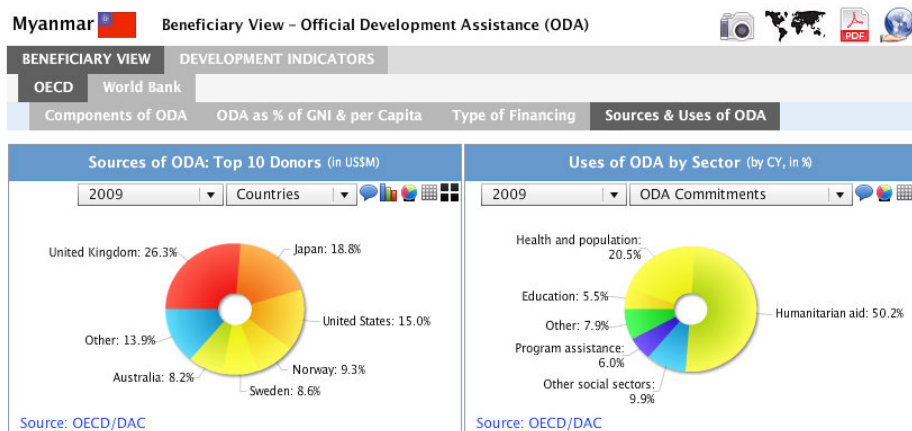 Myanmar
Beneficiary View – Official Development Assistance (ODA)
PDF
BENEFICIARY VIEW
DEVELOPMENT INDICATORS
OECD
World Bank
Components of ODA
ODA as % of GNI & per Capita
Type of Financing
Sources & Uses of ODA
Sources of ODA: Top 10 Donors (in US$M)
2009
Countries
United Kingdom: 26.3%
Japan: 18.8%
United States: 15.0%
Other: 13.9%
Norway: 9.3%
Australia: 8.2%
Sweden: 8.6%
Source: OECD/DAC
Uses of ODA by Sector (by CY, in %)
2009
ODA Commitments
Health and population:
20.5%
Education: 5.5%
Humanitarian aid: 50.2%
Other: 7.9%
Program assistance:
6.0%
Other social sectors:
9.9%
Source: OECD/DAC